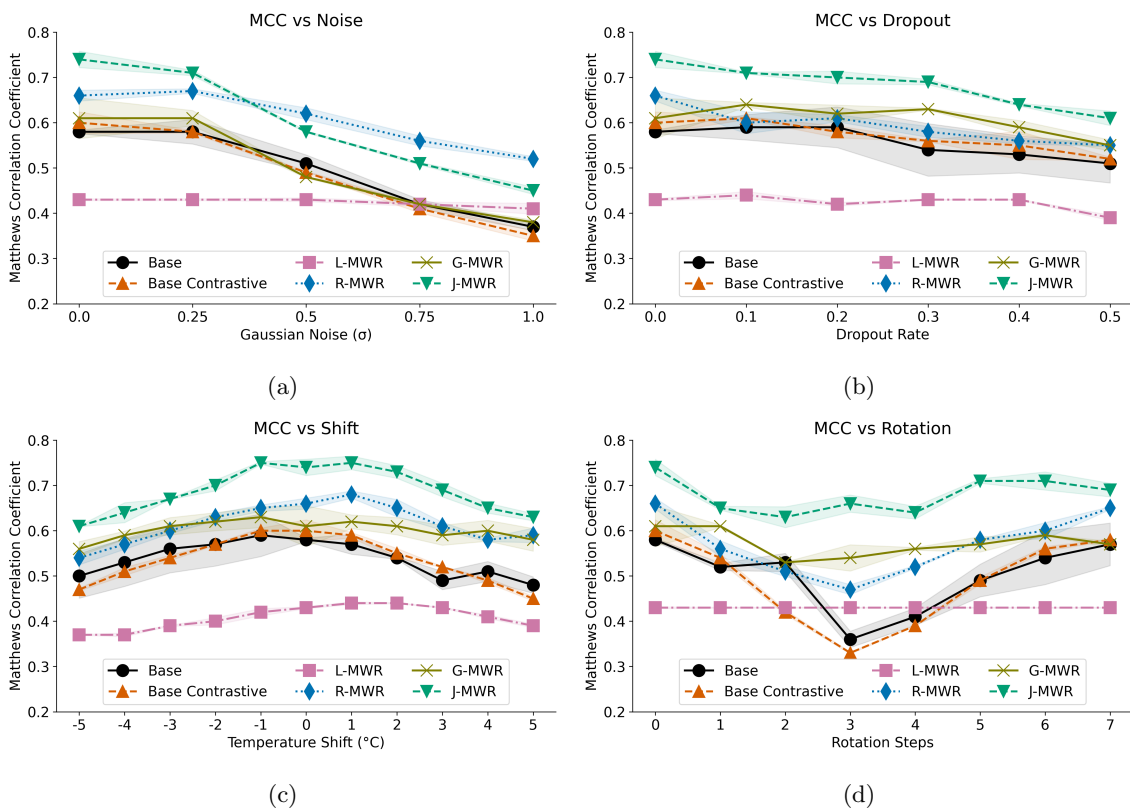 MCC vs Noise
Matthews Correlation Coefficient
0.8
0.7
0.6
0.5
0.4
0.3
0.2
Base
Base Contrastive
L-MWR
R-MWR
G-MWR
J-MWR
0.0 0.25 0.5 0.75 1.0
Gaussian Noise (σ)
(a)
MCC vs Dropout
Matthews Correlation Coefficient
0.8
0.7
0.6
0.5
0.4
0.3
0.2
Base
Base Contrastive
L-MWR
R-MWR
G-MWR
J-MWR
0.0 0.1 0.2 0.3 0.4 0.5
Dropout Rate
(b)
MCC vs Shift
Matthews Correlation Coefficient
0.8
0.7
0.6
0.5
0.4
0.3
0.2
Base
Base Contrastive
L-MWR
R-MWR
G-MWR
J-MWR
-5 -4 -3 -2 -1 0 1 2 3 4 5
Temperature Shift (°C)
(c)
MCC vs Rotation
Matthews Correlation Coefficient
0.8
0.7
0.6
0.5
0.4
0.3
0.2
Base
Base Contrastive
L-MWR
R-MWR
G-MWR
J-MWR
0 1 2 3 4 5 6 7
Rotation Steps
(d)